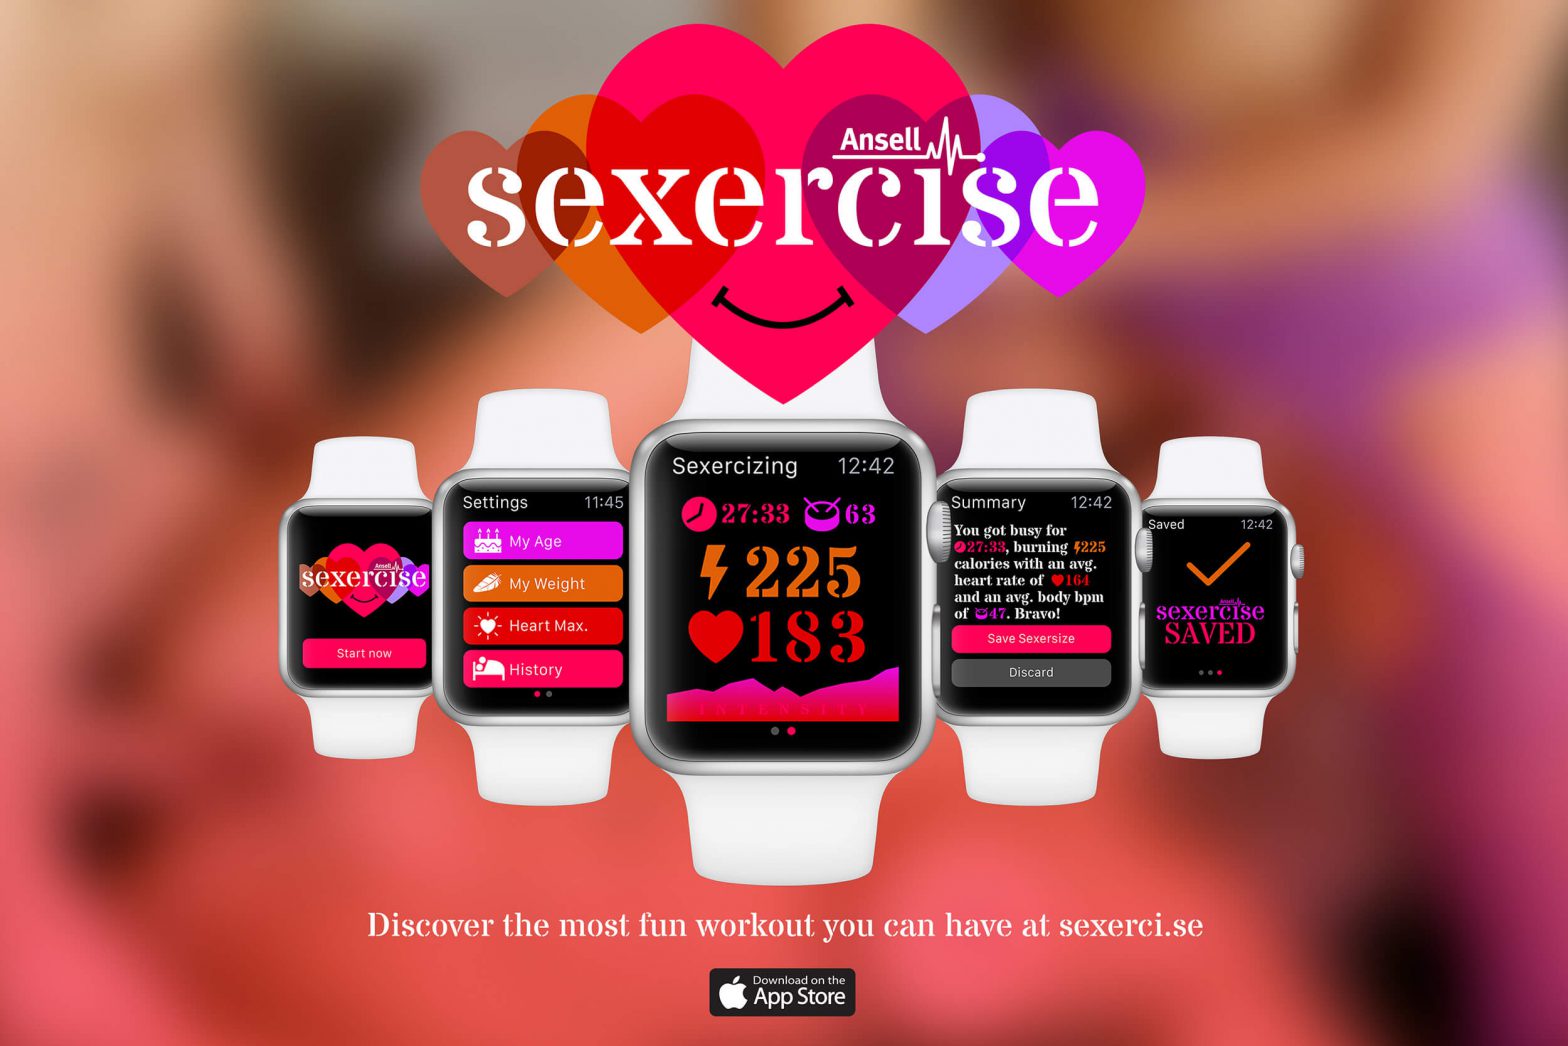 Ansell
sexercise
Ansell
sexercise
Start now
Settings 11:45
My Age
My Weight
Heart Max.
History
Sexercizing 12:42
27:33 63
225
183
INTENSITY
Summary 12:42
You got busy for
27:33, burning 225
calories with an avg.
heart rate of 164
and an avg. body bpm
of 47. Bravo!
Save Sexersize
Discard
Saved 12:42
Ansell
sexercise
SAVED
Discover the most fun workout you can have at sexerci.se
Download on the
App Store